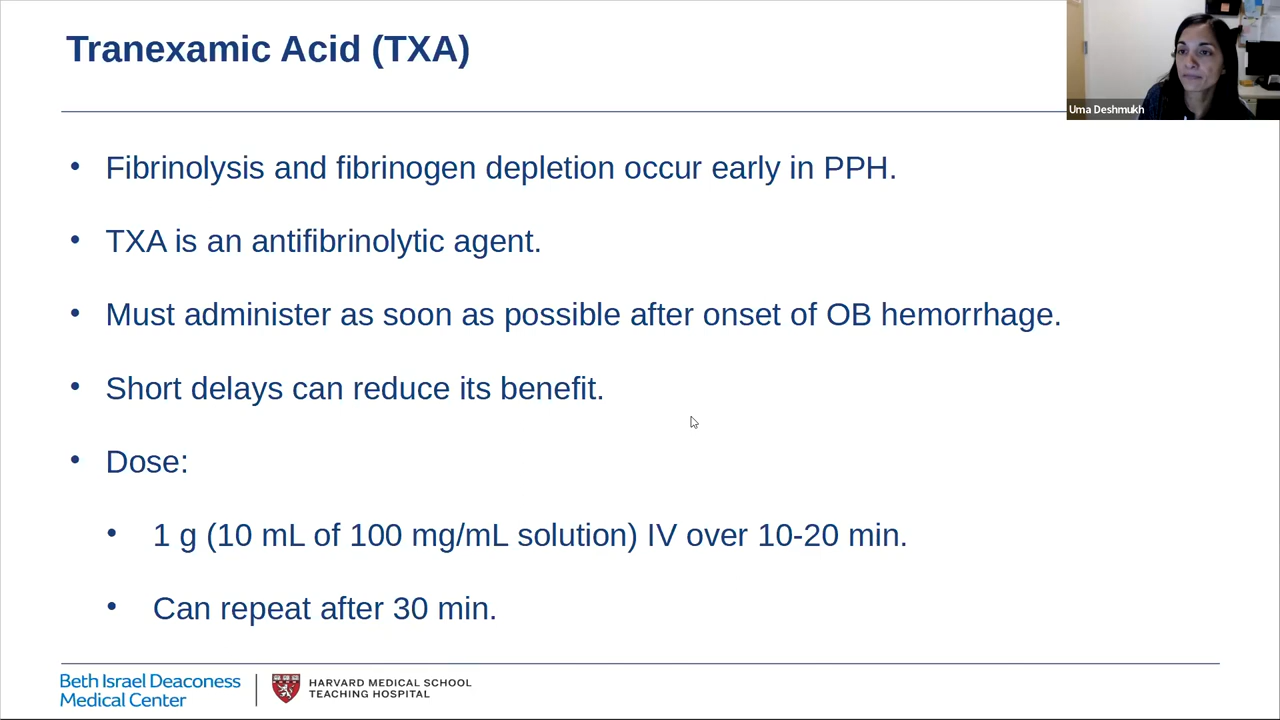 Tranexamic Acid (TXA)
Uma Deshmukh
• Fibrinolysis and fibrinogen depletion occur early in PPH.
• TXA is an antifibrinolytic agent.
• Must administer as soon as possible after onset of OB hemorrhage.
• Short delays can reduce its benefit.
• Dose:
• 1 g (10 mL of 100 mg/mL solution) IV over 10-20 min.
• Can repeat after 30 min.
Beth Israel Deaconess
Medical Center
HARVARD MEDICAL SCHOOL
TEACHING HOSPITAL